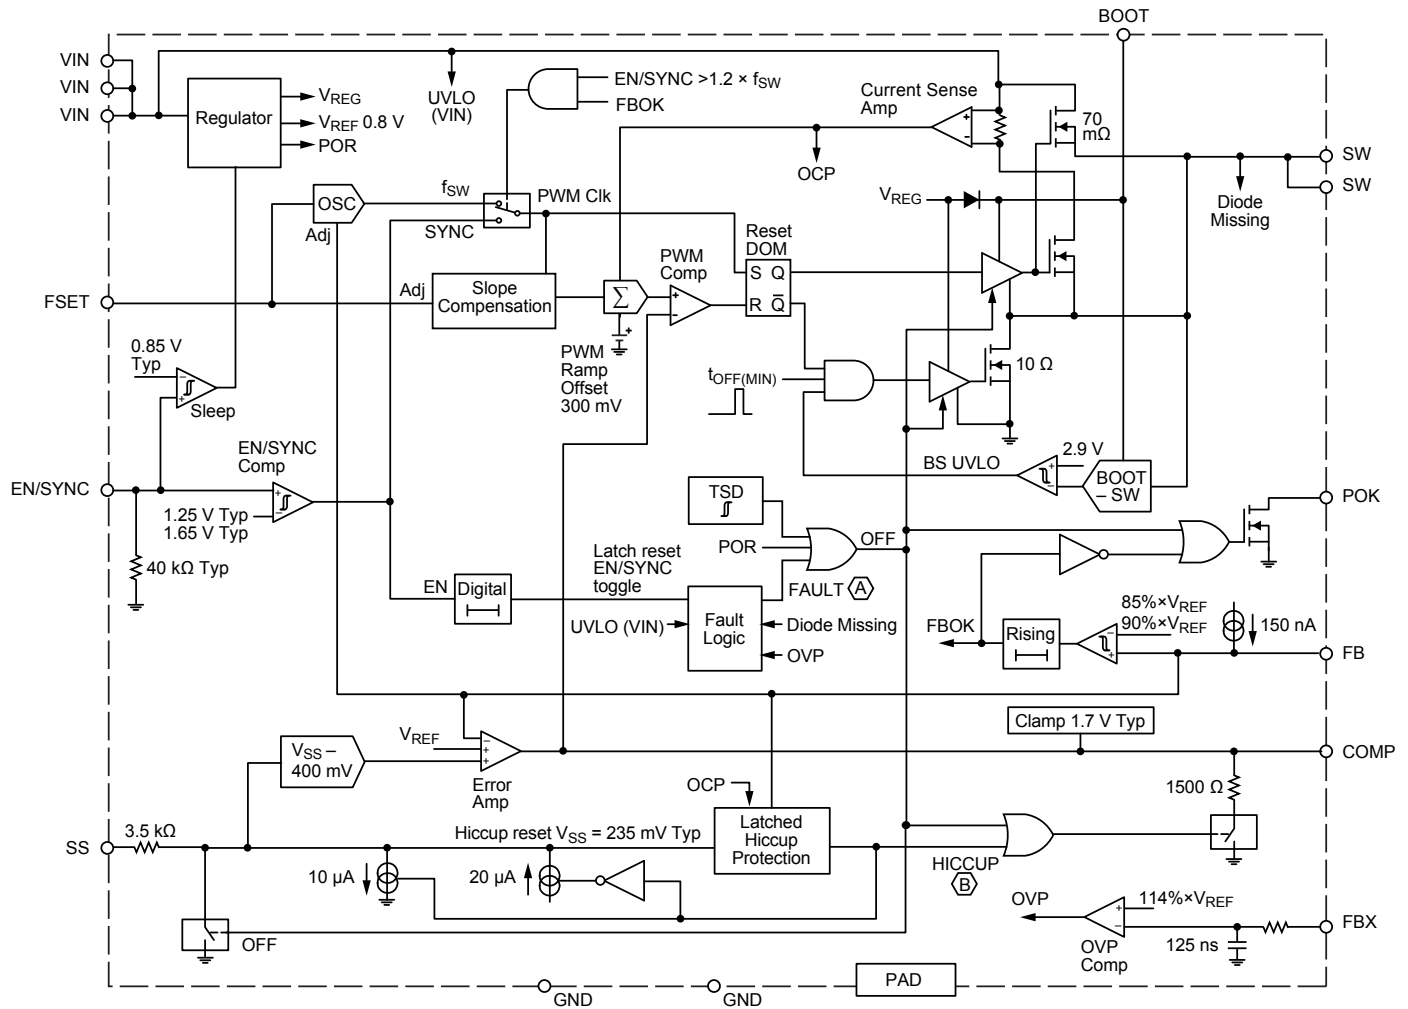 BOOT
VIN
VIN
VIN
Regulator
VREG
VREF 0.8 V
POR
UVLO
(VIN)
EN/SYNC >1.2 × fSW
FBOK
Current Sense
Amp
+
–
70
mΩ
SW
SW
OCP
Diode
Missing
VREG
OSC
Adj
fSW
SYNC
PWM Clk
Reset
DOM
S Q
R Q̅
PWM
Comp
+
–
FSET
Adj
Slope
Compensation
Σ
+
PWM
Ramp
Offset
300 mV
0.85 V
Typ
–
+
Sleep
tOFF(MIN)
10 Ω
EN/SYNC
Comp
EN/SYNC
+
–
1.25 V Typ
1.65 V Typ
40 kΩ Typ
BS UVLO
+
–
2.9 V
BOOT
– SW
POK
TSD
POR
OFF
FAULT A
Latch reset
EN/SYNC
toggle
EN
Digital
UVLO (VIN)
Fault
Logic
Diode Missing
OVP
FBOK
Rising
–
+
85%×VREF
90%×VREF
150 nA
FB
Clamp 1.7 V Typ
COMP
VSS –
400 mV
VREF
–
+
+
Error
Amp
1500 Ω
OCP
Latched
Hiccup
Protection
SS
3.5 kΩ
Hiccup reset VSS = 235 mV Typ
10 µA
20 µA
HICCUP
B
OFF
OVP
+
–
114%×VREF
OVP
Comp
125 ns
FBX
GND
GND
PAD